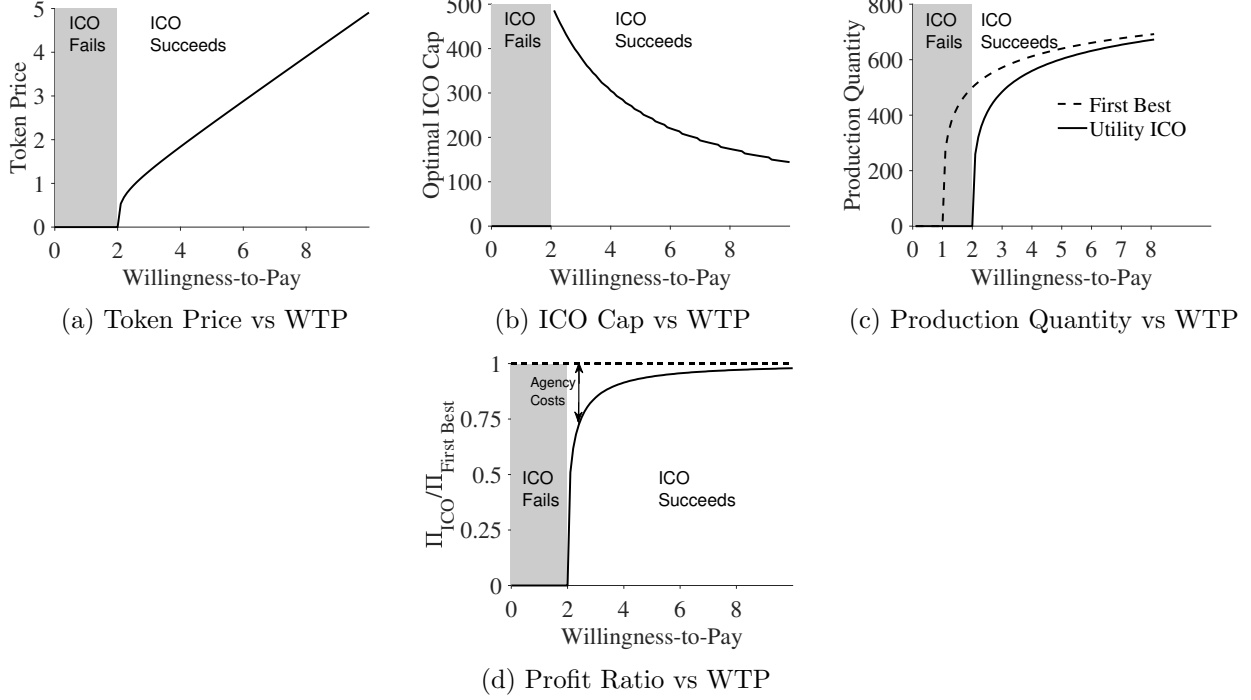 5
4
3
2
1
0
Token Price
ICO
Fails
ICO
Succeeds
0
2
4
6
8
Willingness-to-Pay
(a) Token Price vs WTP
500
400
300
200
100
0
Optimal ICO Cap
ICO
Fails
ICO
Succeeds
0
2
4
6
8
Willingness-to-Pay
(b) ICO Cap vs WTP
800
600
400
200
0
Production Quantity
ICO
Fails
ICO
Succeeds
First Best
Utility ICO
0
1
2
3
4
5
6
7
8
Willingness-to-Pay
(c) Production Quantity vs WTP
1
0.75
0.5
0.25
0
Π_ICO/Π_First Best
Agency
Costs
ICO
Fails
ICO
Succeeds
0
2
4
6
8
Willingness-to-Pay
(d) Profit Ratio vs WTP